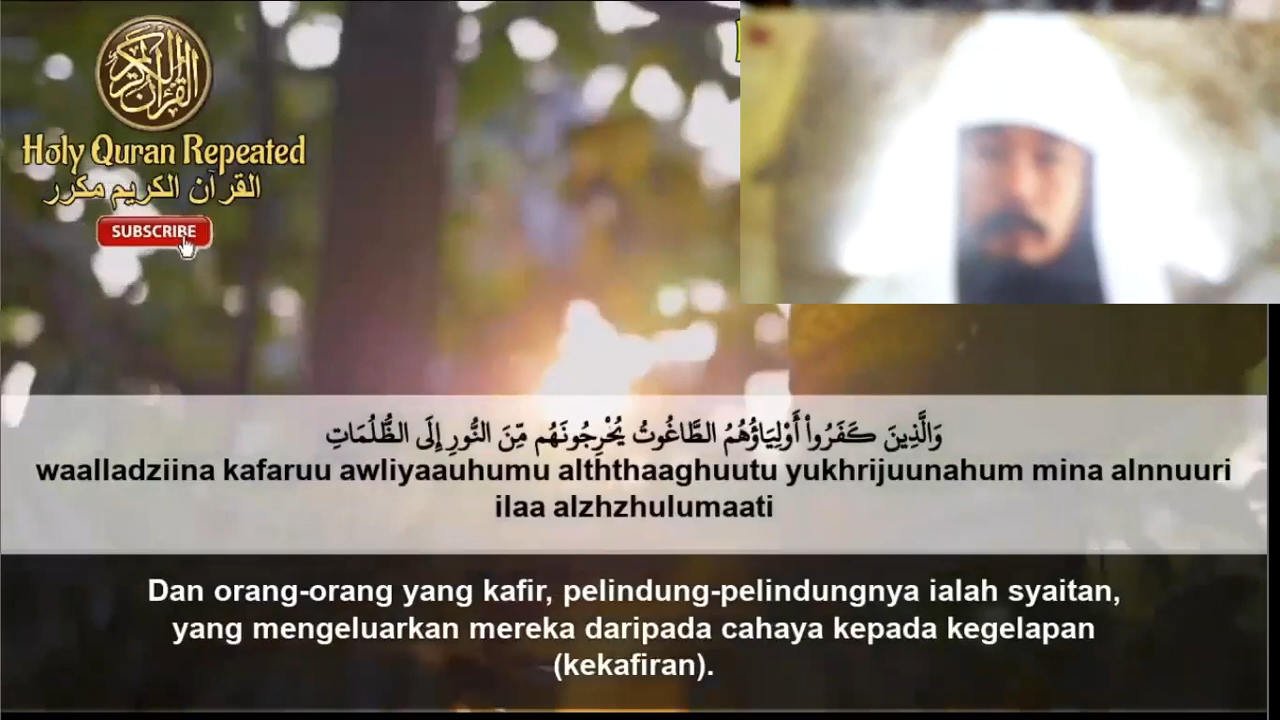 القرآن الكريم
Holy Quran Repeated
القرآن الكريم مكرر
SUBSCRIBE
وَالَّذِينَ كَفَرُواْ أَوْلِيَاؤُهُمُ الطَّاغُوتُ يُخْرِجُونَهُم مِّنَ النُّورِ إِلَى الظُّلُمَاتِ
waalladziina kafaruu awliyaauhumu alththaaghuutu yukhrijuunahum mina alnnuuri
ilaa alzhzhulumaati
Dan orang-orang yang kafir, pelindung-pelindungnya ialah syaitan,
yang mengeluarkan mereka daripada cahaya kepada kegelapan
(kekafiran).